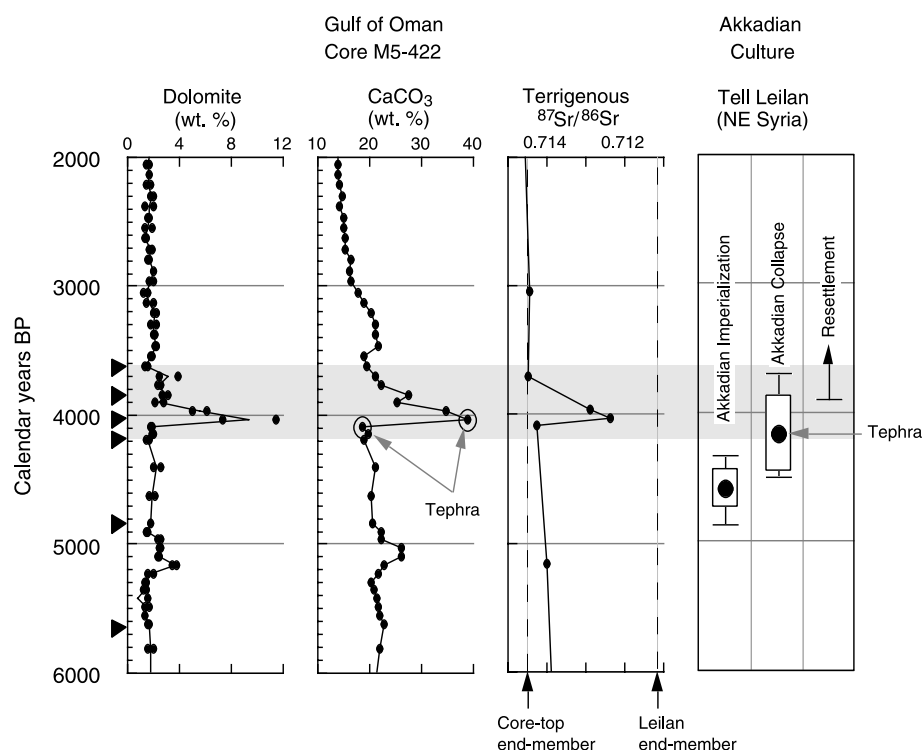 Gulf of Oman
Core M5-422
Akkadian
Culture
Dolomite
(wt. %)
CaCO3
(wt. %)
Terrigenous
87Sr/86Sr
Tell Leilan
(NE Syria)
0 4 8 12
10 20 30 40
0.714 0.712
Calendar years BP
2000
3000
4000
5000
6000
Tephra
Akkadian Imperialization
Akkadian Collapse
Resettlement
Tephra
Core-top
end-member
Leilan
end-member